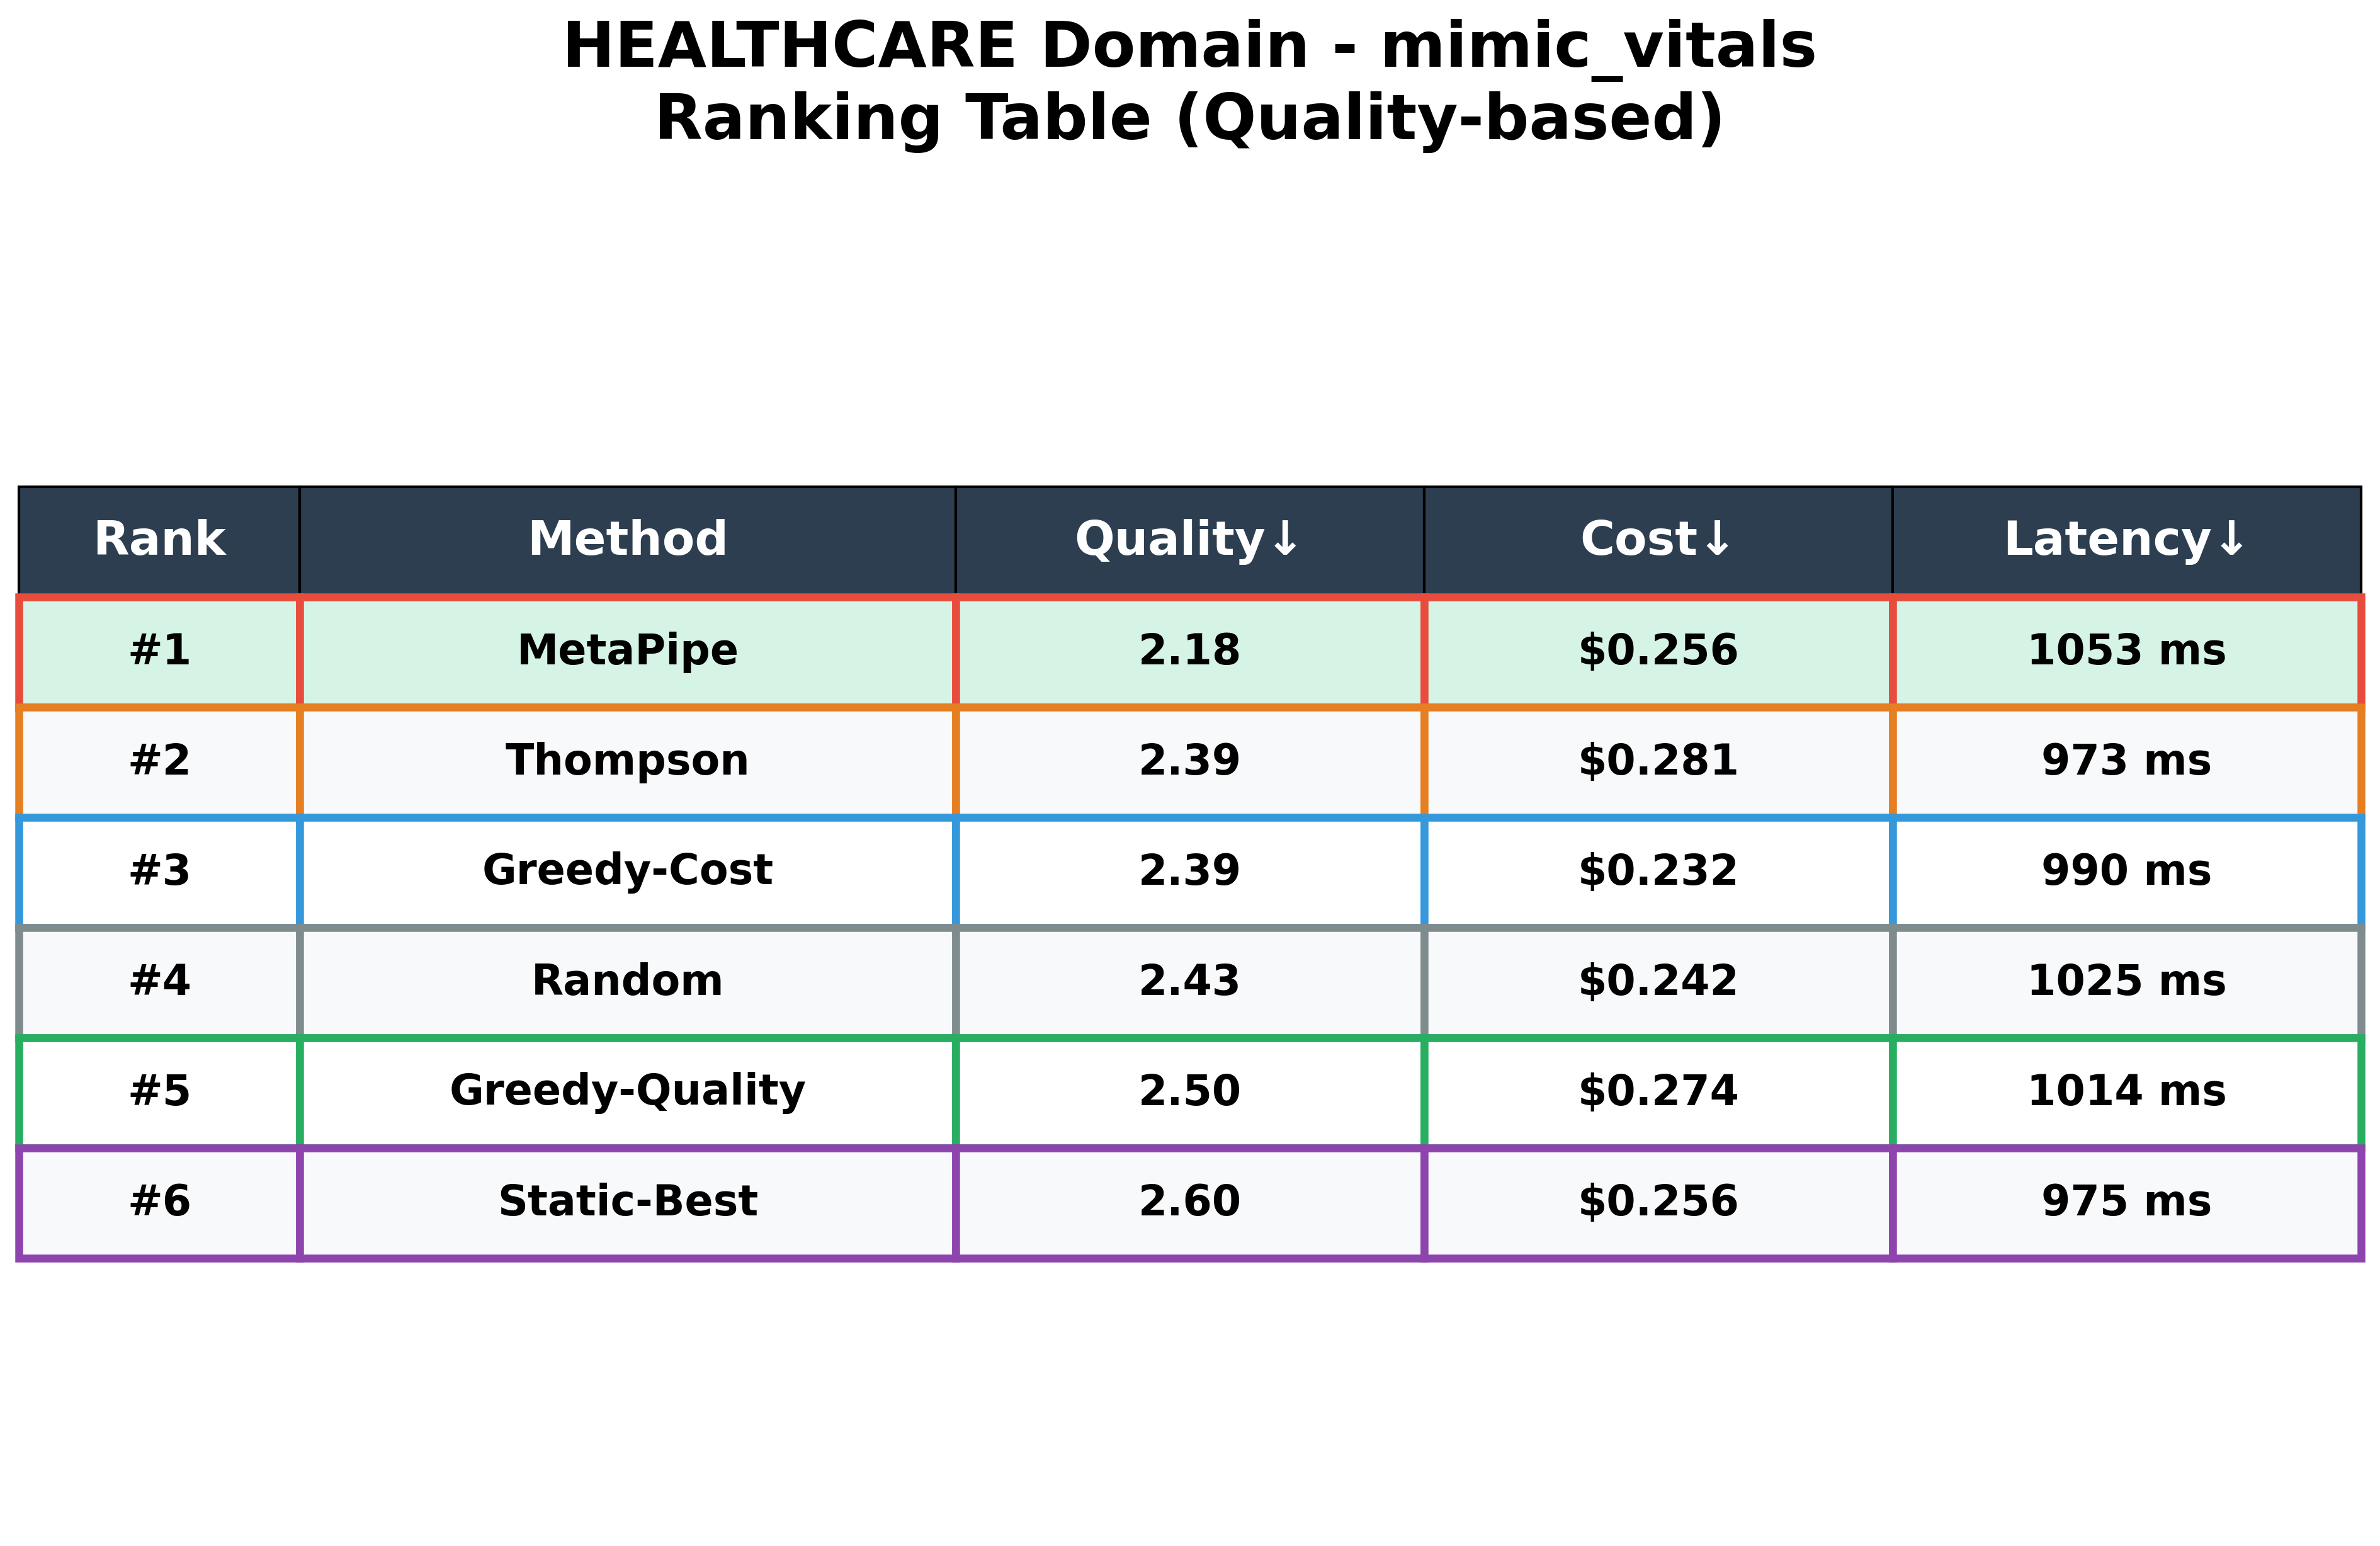 HEALTHCARE Domain - mimic_vitals
Ranking Table (Quality-based)
Rank Method Quality↓ Cost↓ Latency↓
#1 MetaPipe 2.18 $0.256 1053 ms
#2 Thompson 2.39 $0.281 973 ms
#3 Greedy-Cost 2.39 $0.232 990 ms
#4 Random 2.43 $0.242 1025 ms
#5 Greedy-Quality 2.50 $0.274 1014 ms
#6 Static-Best 2.60 $0.256 975 ms